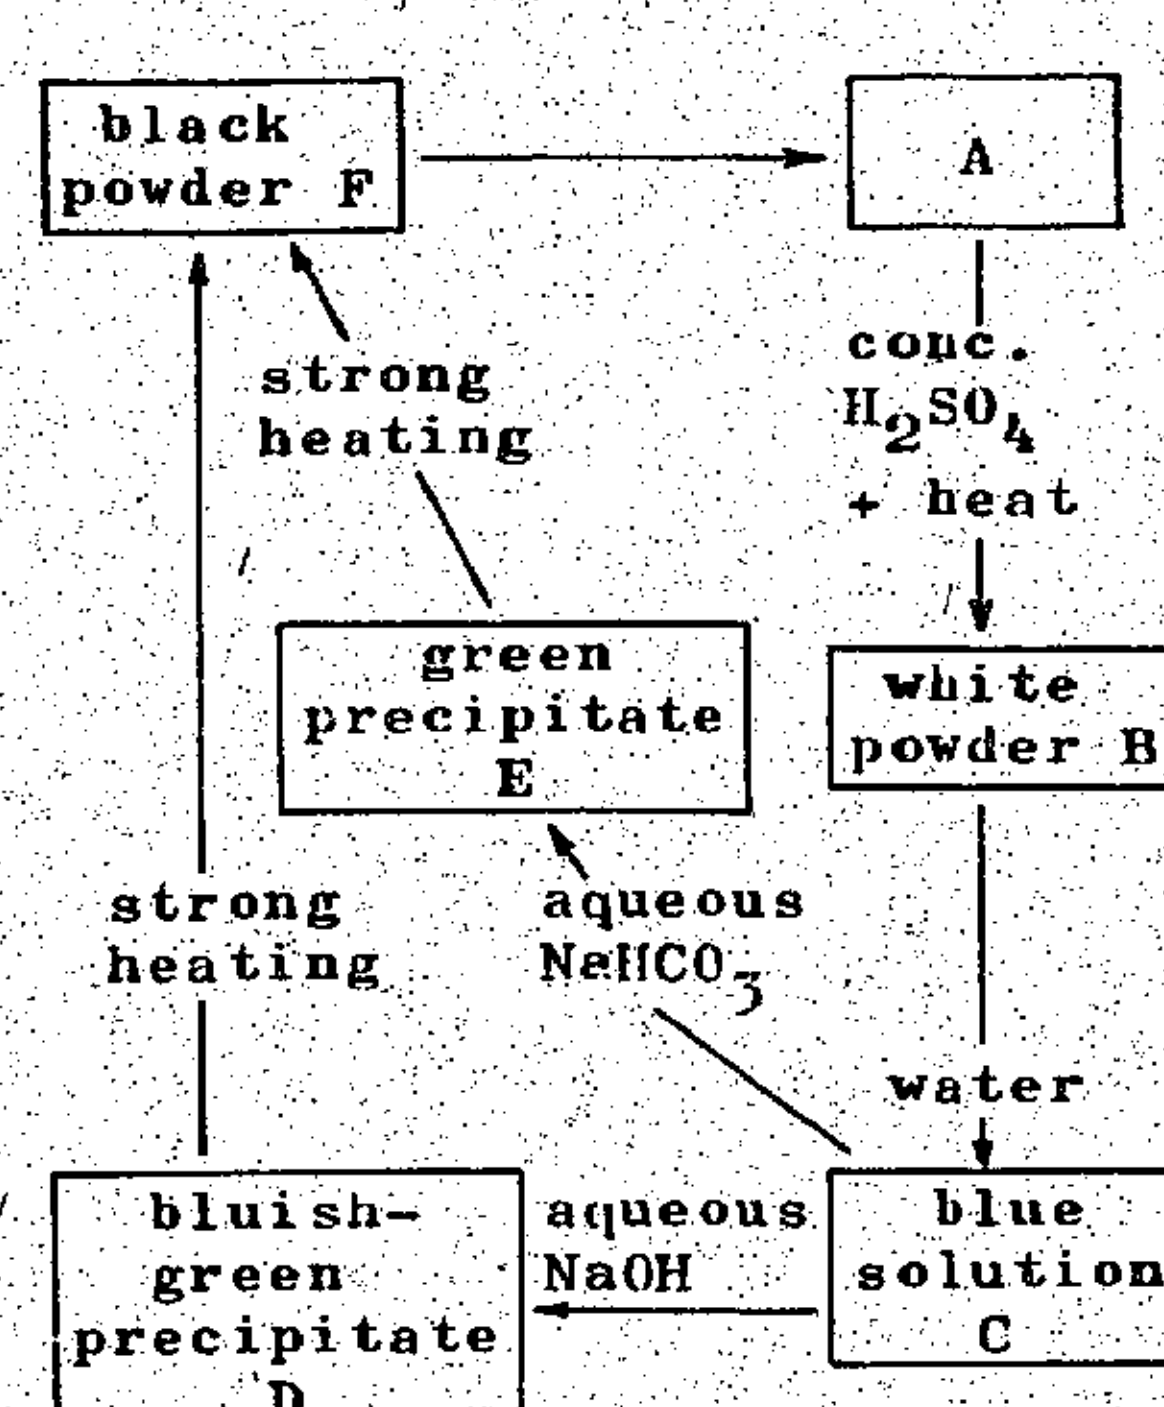 black
powder F
A
strong
heating
conc.
H₂SO₄
+ heat
green
precipitate
E
white
powder B
strong
heating
aqueous
NaHCO₃
water
bluish-
green
precipitate
D
aqueous
NaOH
blue
solution
C